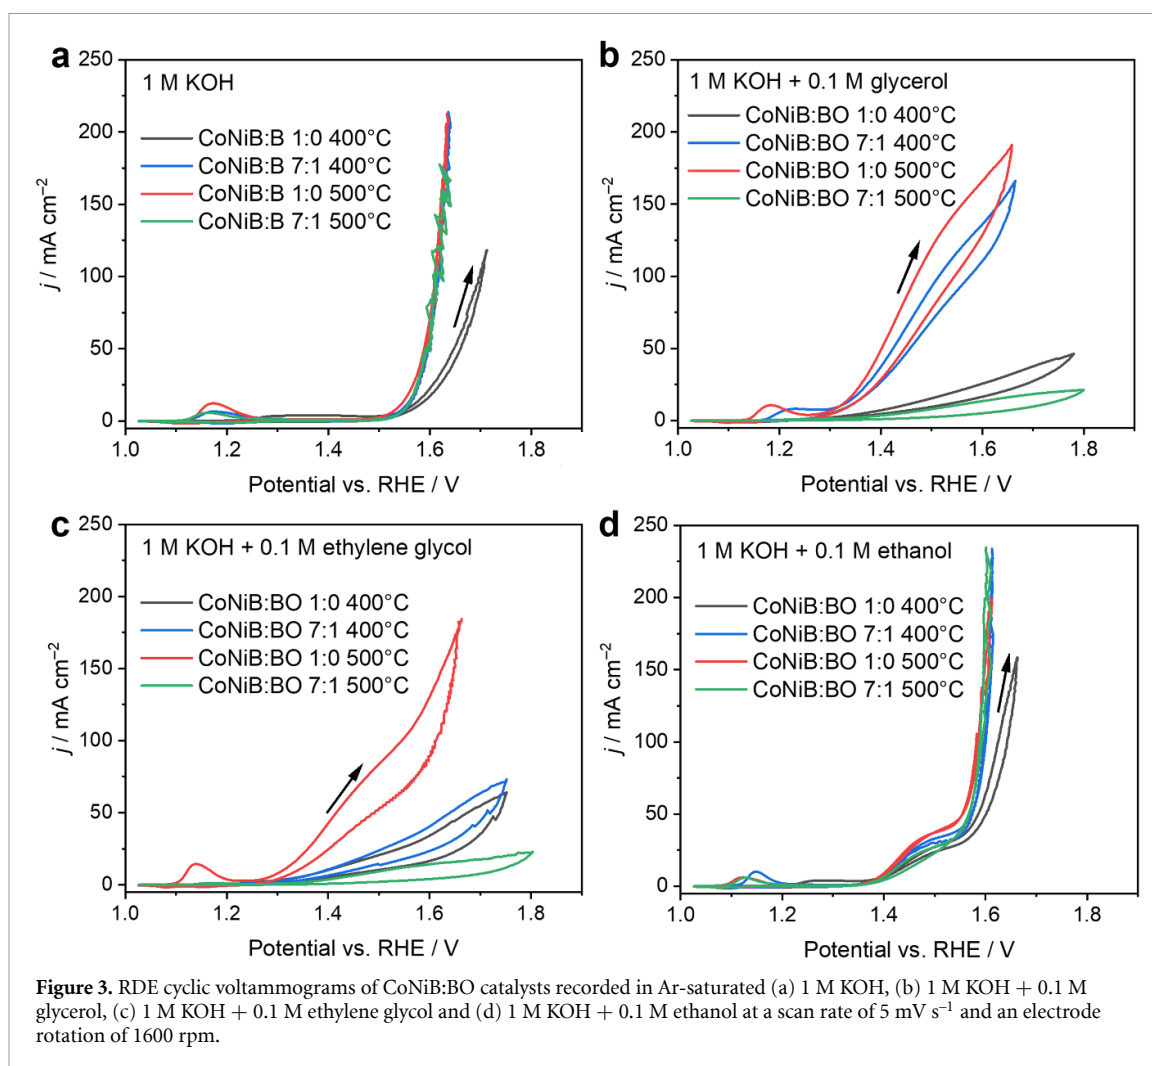 a
250
200
150
100
50
0
j / mA cm⁻²
1 M KOH
CoNiB:B 1:0 400°C
CoNiB:B 7:1 400°C
CoNiB:B 1:0 500°C
CoNiB:B 7:1 500°C
1.0 1.2 1.4 1.6 1.8
Potential vs. RHE / V
b
250
200
150
100
50
0
j / mA cm⁻²
1 M KOH + 0.1 M glycerol
CoNiB:BO 1:0 400°C
CoNiB:BO 7:1 400°C
CoNiB:BO 1:0 500°C
CoNiB:BO 7:1 500°C
1.0 1.2 1.4 1.6 1.8
Potential vs. RHE / V
c
250
200
150
100
50
0
j / mA cm⁻²
1 M KOH + 0.1 M ethylene glycol
CoNiB:BO 1:0 400°C
CoNiB:BO 7:1 400°C
CoNiB:BO 1:0 500°C
CoNiB:BO 7:1 500°C
1.0 1.2 1.4 1.6 1.8
Potential vs. RHE / V
d
250
200
150
100
50
0
j / mA cm⁻²
1 M KOH + 0.1 M ethanol
CoNiB:BO 1:0 400°C
CoNiB:BO 7:1 400°C
CoNiB:BO 1:0 500°C
CoNiB:BO 7:1 500°C
1.0 1.2 1.4 1.6 1.8
Potential vs. RHE / V
Figure 3. RDE cyclic voltammograms of CoNiB:BO catalysts recorded in Ar-saturated (a) 1 M KOH, (b) 1 M KOH + 0.1 M
glycerol, (c) 1 M KOH + 0.1 M ethylene glycol and (d) 1 M KOH + 0.1 M ethanol at a scan rate of 5 mV s⁻¹ and an electrode
rotation of 1600 rpm.